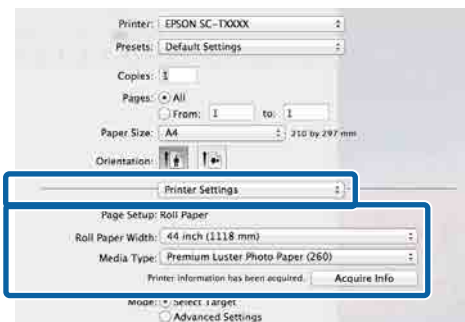 Printer: EPSON SC-TXXXX
Presets: Default Settings
Copies: 1
Pages: All
From: 1 to: 1
Paper Size: A4 210 by 297 mm
Orientation:
Printer Settings
Page Setup: Roll Paper
Roll Paper Width: 44 inch (1118 mm)
Media Type: Premium Luster Photo Paper (260)
Printer information has been acquired. Acquire Info
Mode: Select Target
Advanced Settings